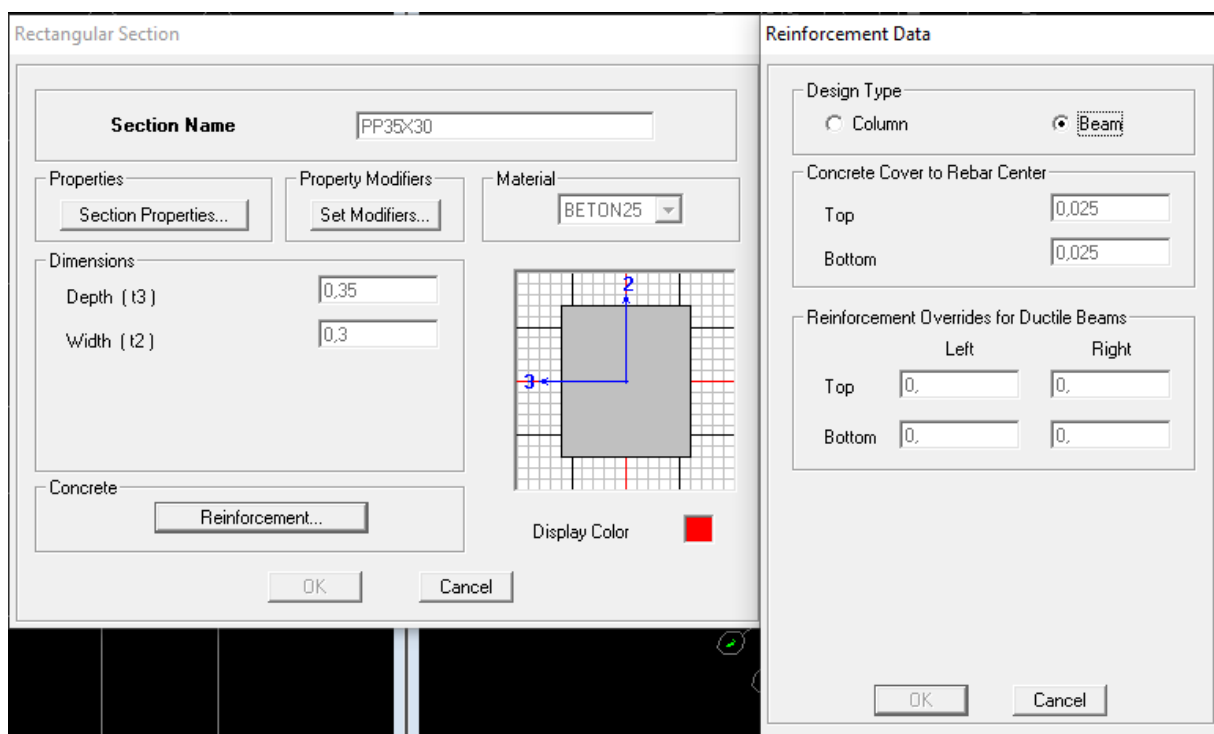 Rectangular Section
Section Name PP35X30
Properties
Section Properties...
Property Modifiers
Set Modifiers...
Material
BETON25
Dimensions
Depth ( t3 ) 0,35
Width ( t2 ) 0,3
2
3
Concrete
Reinforcement...
Display Color
OK Cancel
Reinforcement Data
Design Type
Column Beam
Concrete Cover to Rebar Center
Top 0,025
Bottom 0,025
Reinforcement Overrides for Ductile Beams
Left Right
Top 0, 0,
Bottom 0, 0,
OK Cancel